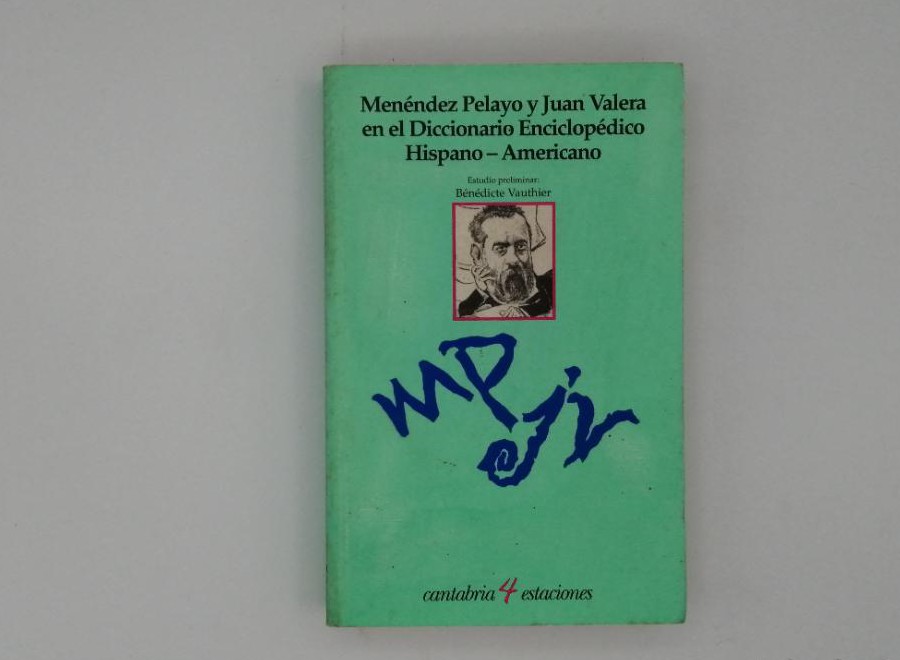 Menéndez Pelayo y Juan Valera
en el Diccionario Enciclopédico
Hispano – Americano
Estudio preliminar:
Bénédicte Vauthier
MP
Jv
cantabria 4 estaciones